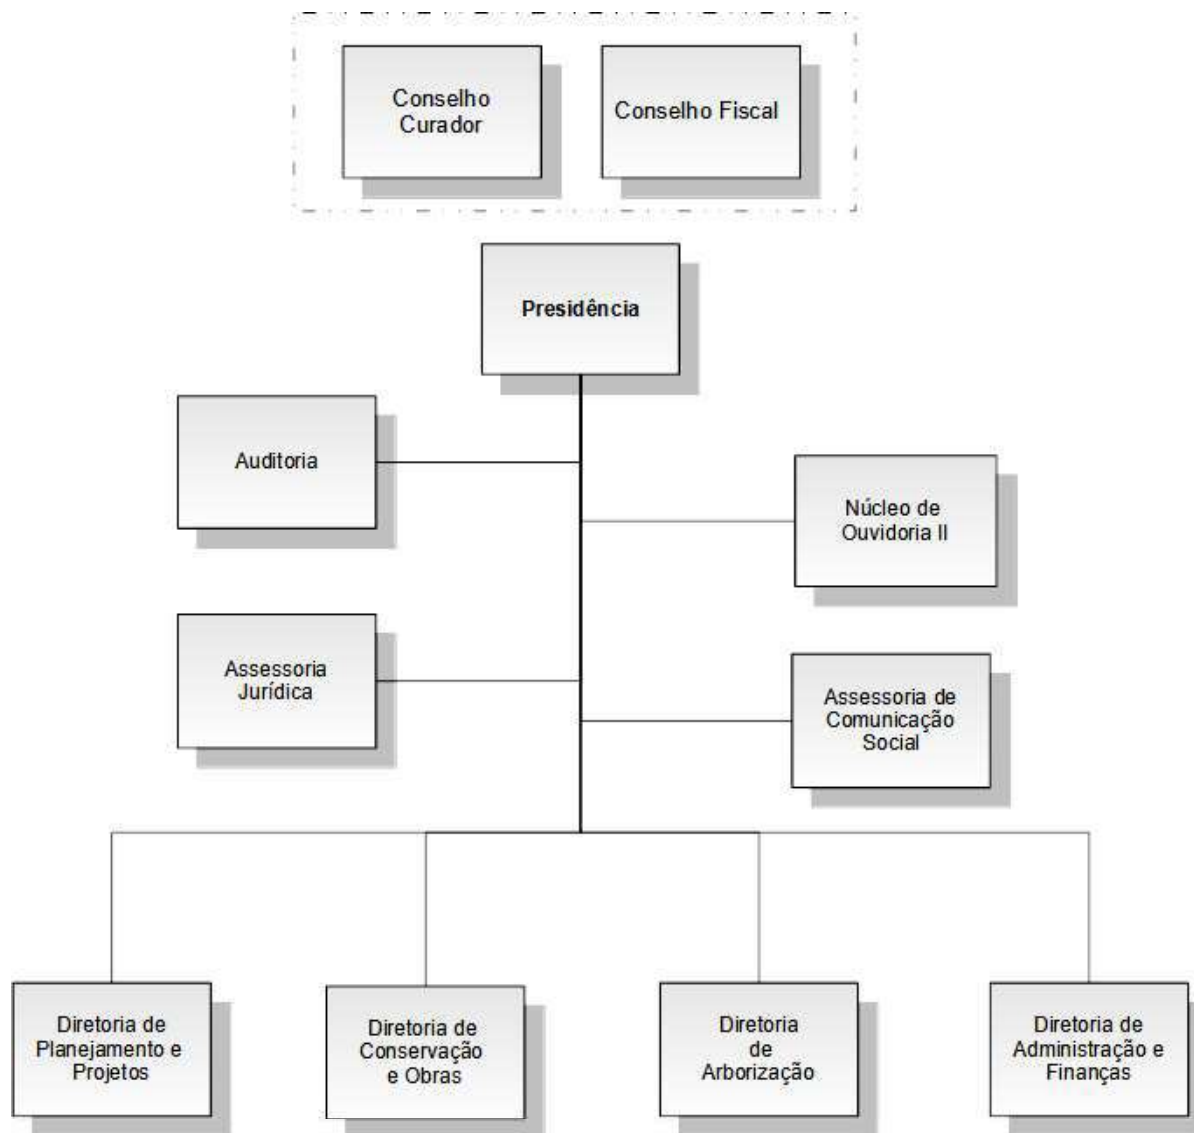 Conselho
Curador
Conselho Fiscal
Presidência
Auditoria
Núcleo de
Ouvidoria II
Assessoria
Jurídica
Assessoria de
Comunicação
Social
Diretoria de
Planejamento e
Projetos
Diretoria de
Conservação
e Obras
Diretoria
de
Arborização
Diretoria de
Administração e
Finanças